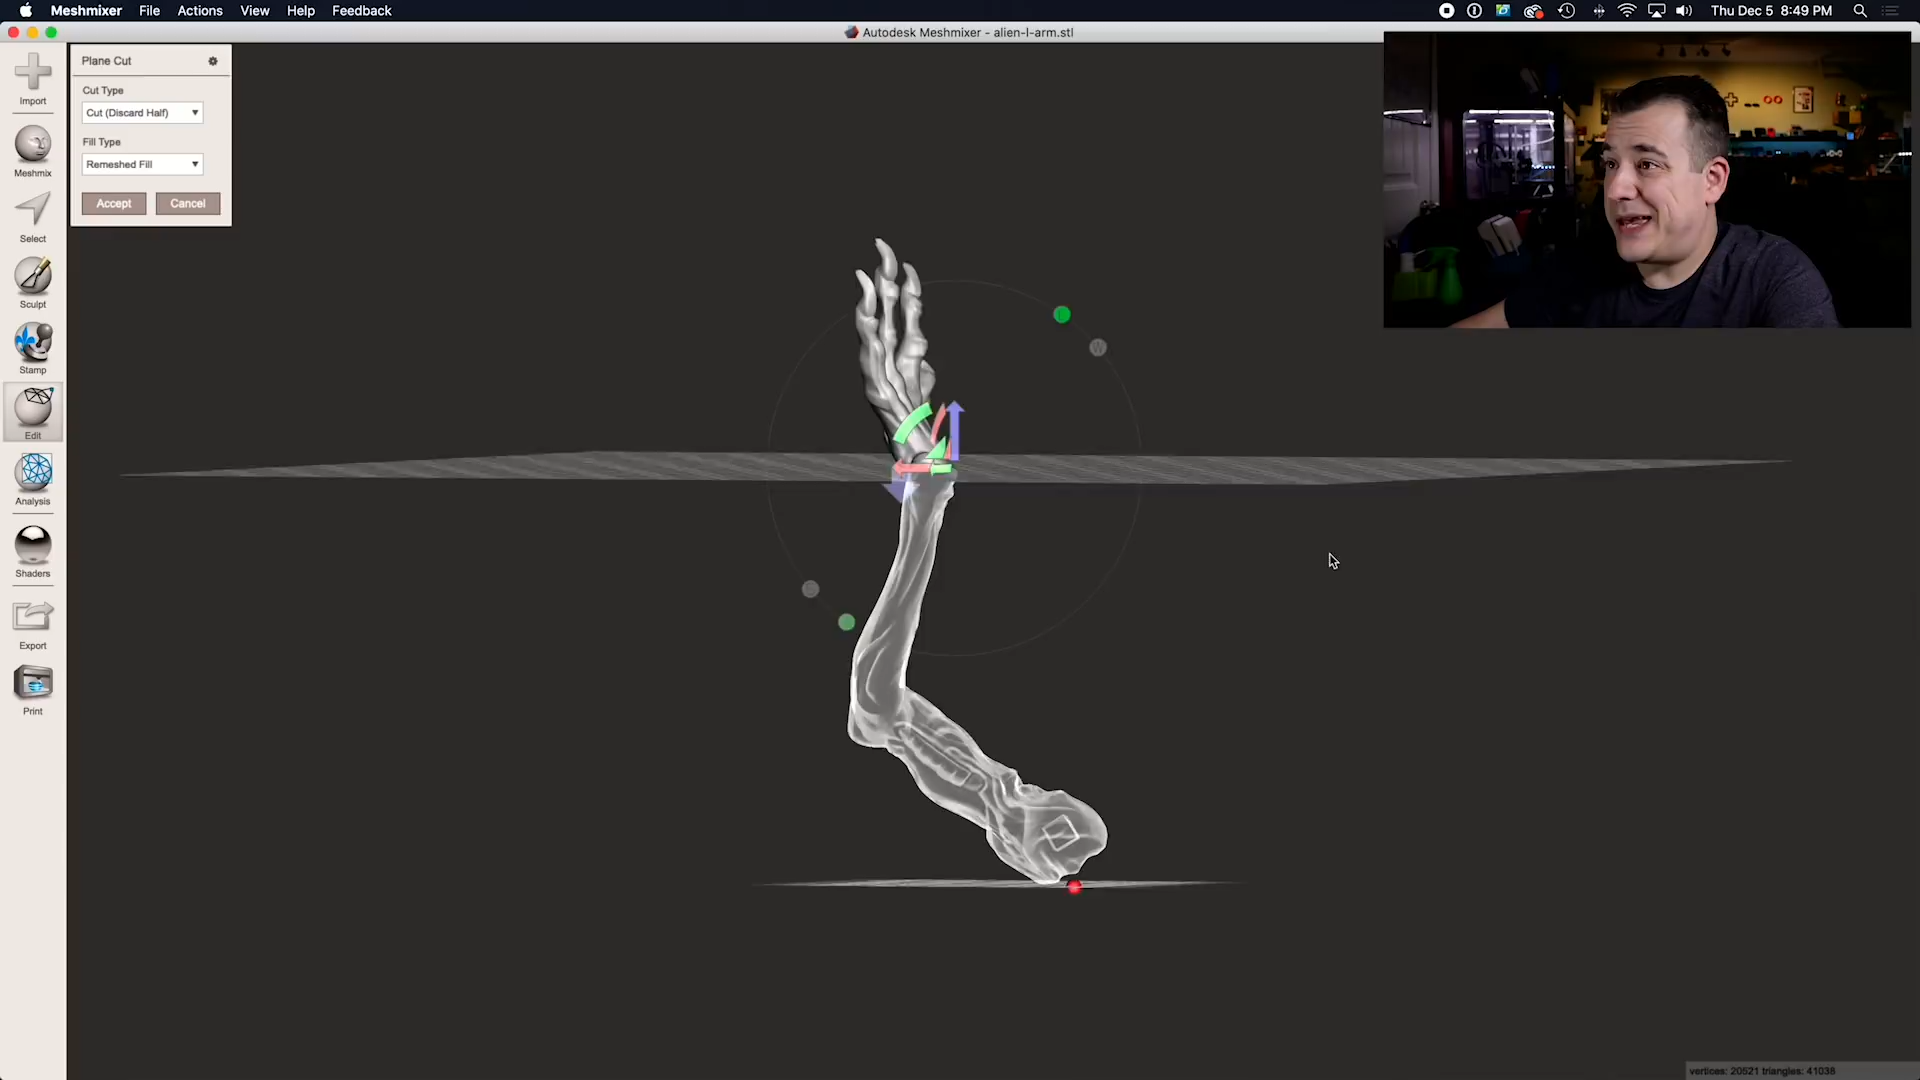 Meshmixer File Actions View Help Feedback
Thu Dec 5 8:49 PM
Autodesk Meshmixer - alien-l-arm.stl
Plane Cut
Cut Type
Cut (Discard Half)
Fill Type
Remeshed Fill
Accept Cancel
Import
Meshmix
Select
Sculpt
Stamp
Edit
Analysis
Shaders
Export
Print
W
vertices: 20521 triangles: 41038